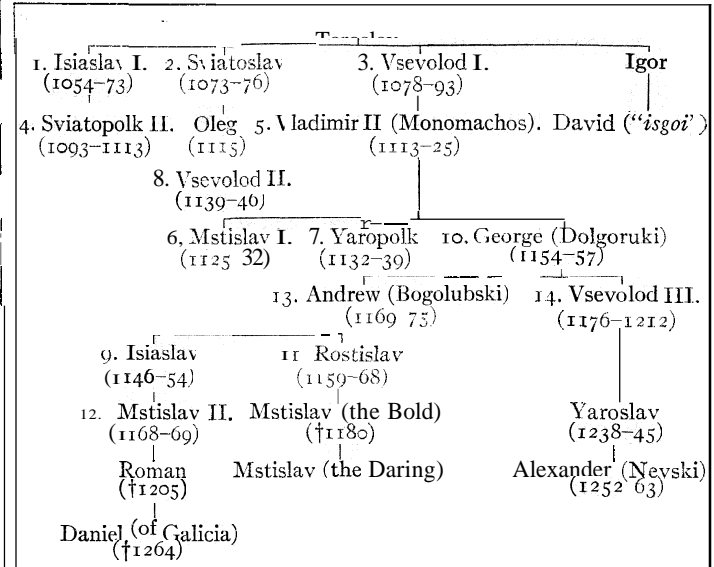 1. Isiaslav I. 2. Sviatoslav 3. Vsevolod I. Igor
(1054–73) (1073–76) (1078–93)
4. Sviatopolk II. Oleg 5. Vladimir II (Monomachos). David ("isgoi')
(1093–1113) (1115) (1113–25)
8. Vsevolod II.
(1139–46)
6, Mstislav I. 7. Yaropolk 10. George (Dolgoruki)
(1125 32) (1132–39) (1154–57)
13. Andrew (Bogolubski) 14. Vsevolod III.
(1169 75) (1176–1212)
9. Isiaslav 11 Rostislav
(1146–54) (1159–68)
12. Mstislav II. Mstislav (the Bold) Yaroslav
(1168–69) (†1180) (1238–45)
Roman Mstislav (the Daring) Alexander (Nevski)
(†1205) (1252 63)
Daniel, (of Galicia)
(†1264)